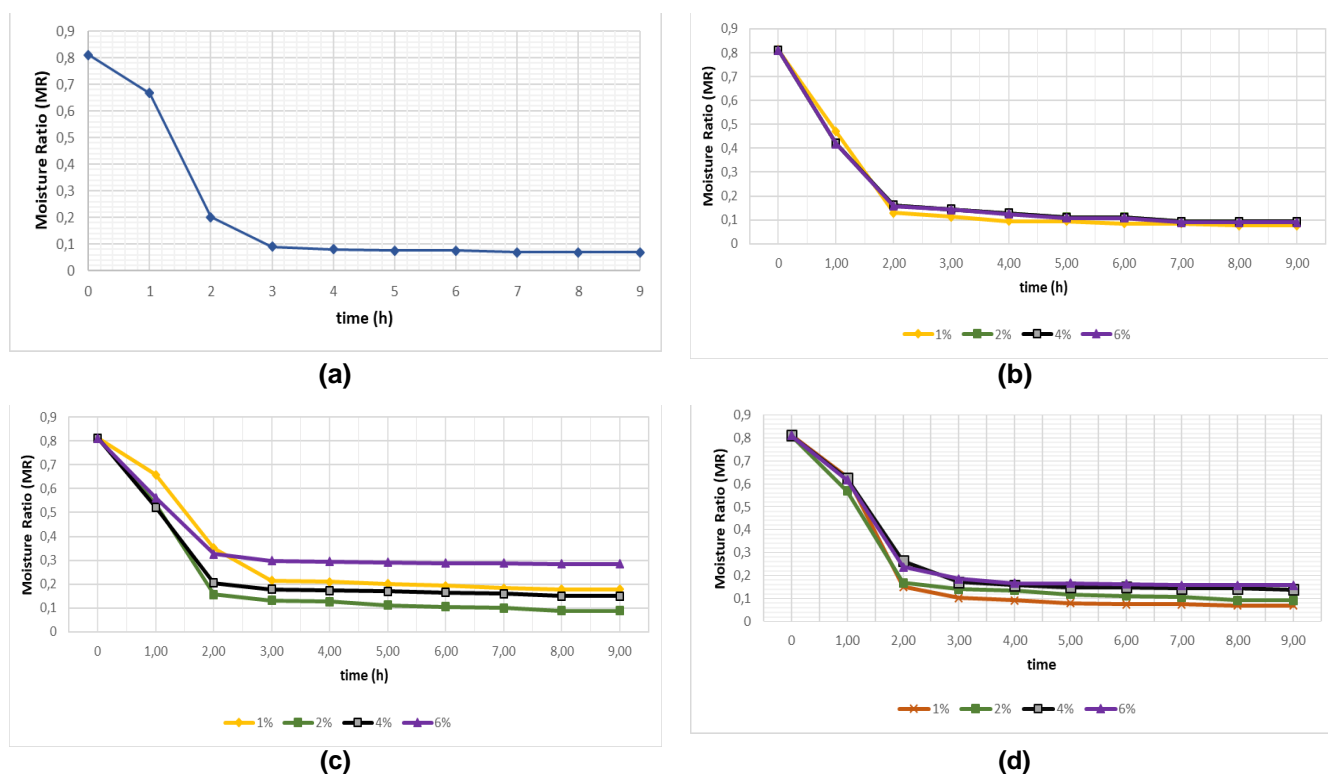 0,9
0,8
0,7
0,6
0,5
0,4
0,3
0,2
0,1
0
Moisture Ratio (MR)
0 1 2 3 4 5 6 7 8 9
time (h)
(a)
0,9
0,8
0,7
0,6
0,5
0,4
0,3
0,2
0,1
0
Moisture Ratio (MR)
0 1,00 2,00 3,00 4,00 5,00 6,00 7,00 8,00 9,00
time (h)
1% 2% 4% 6%
(b)
0,9
0,8
0,7
0,6
0,5
0,4
0,3
0,2
0,1
0
Moisture Ratio (MR)
0 1,00 2,00 3,00 4,00 5,00 6,00 7,00 8,00 9,00
time (h)
1% 2% 4% 6%
(c)
0,9
0,8
0,7
0,6
0,5
0,4
0,3
0,2
0,1
0
Moisture Ratio (MR)
0 1,00 2,00 3,00 4,00 5,00 6,00 7,00 8,00 9,00
time
1% 2% 4% 6%
(d)